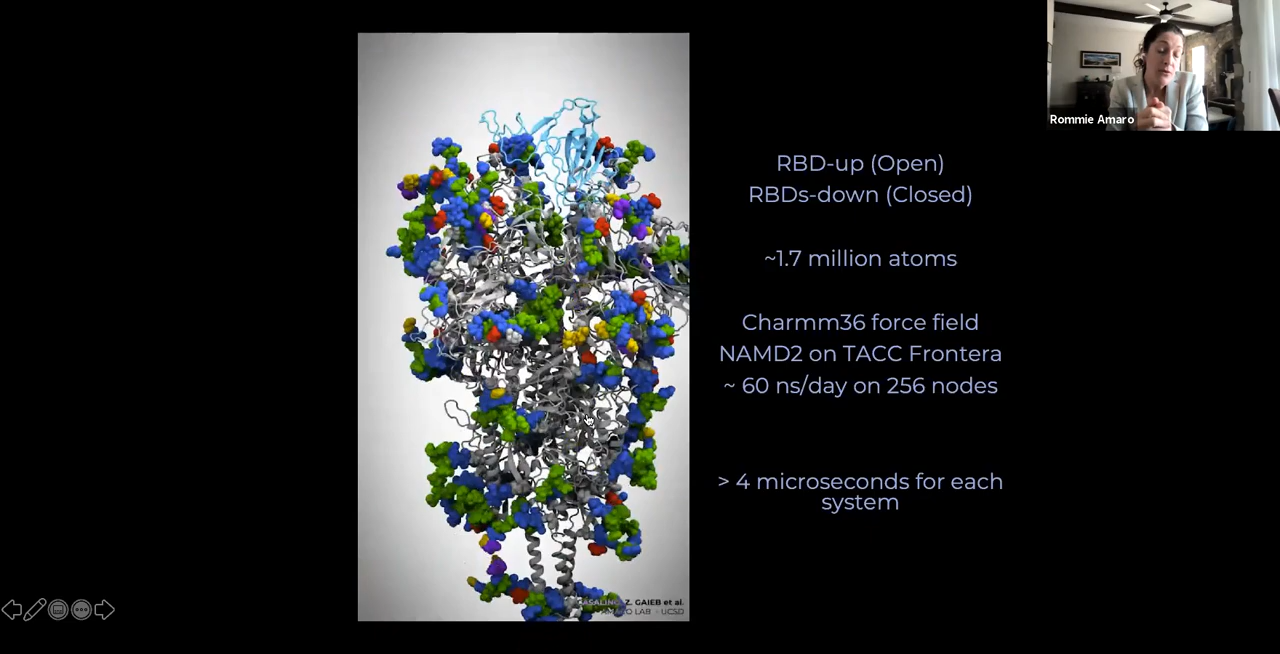 Rommie Amaro
RBD-up (Open)
RBDs-down (Closed)
~1.7 million atoms
Charmm36 force field
NAMD2 on TACC Frontera
~ 60 ns/day on 256 nodes
> 4 microseconds for each
system
Z. GAIEB et al.
LAB - UCSD